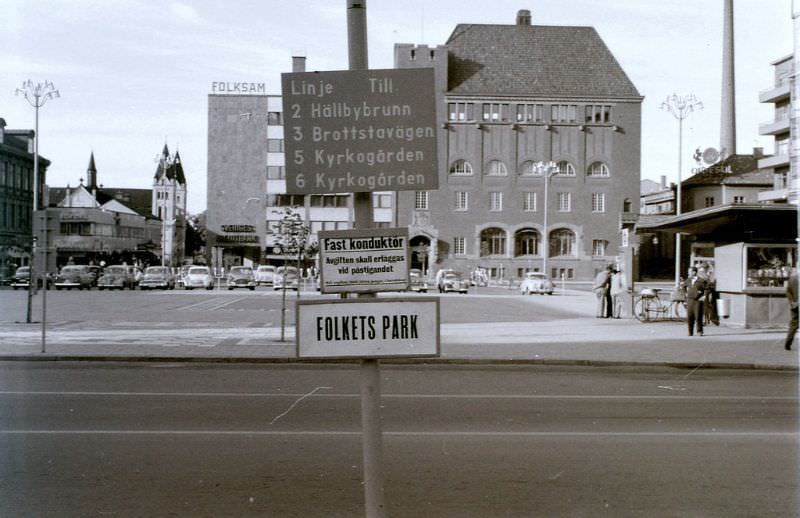 FOLKSAM
Linje Till
2 Hällbybrunn
3 Brottstavägen
5 Kyrkogården
6 Kyrkogården
Fast konduktör
Avgiften skall erläggas
vid påstigandet
FOLKETS PARK